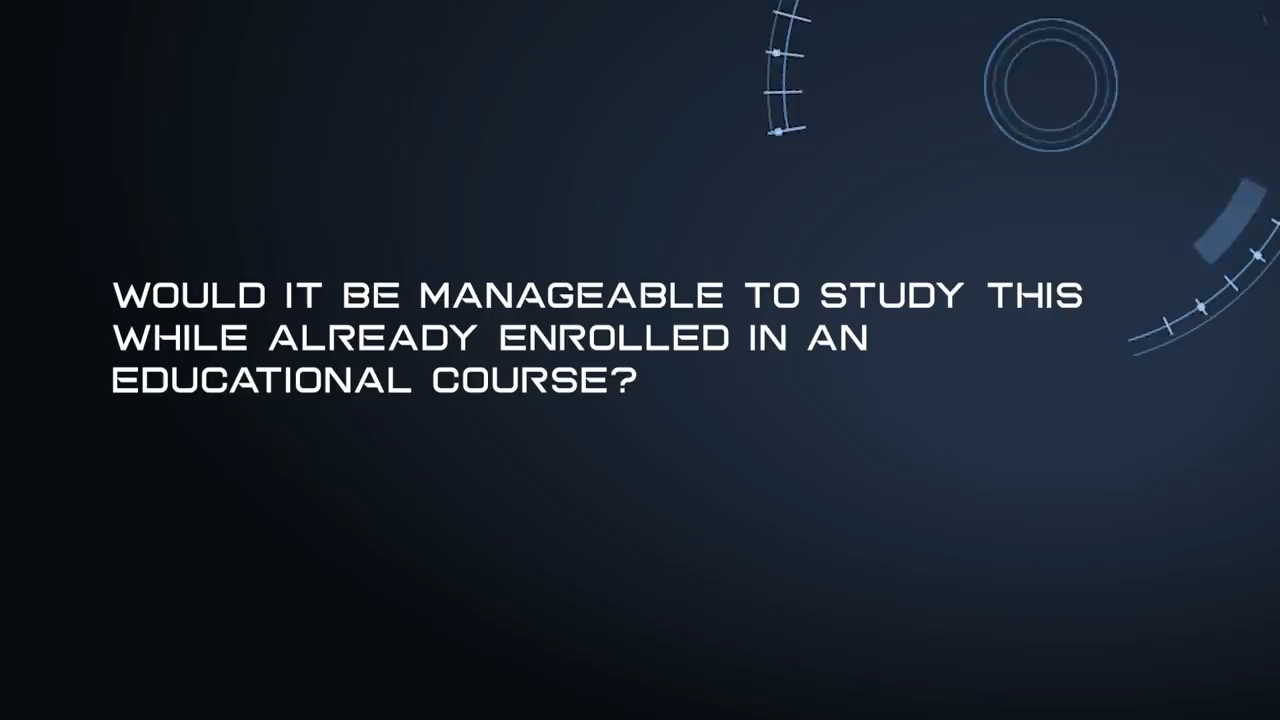 WOULD IT BE MANAGEABLE TO STUDY THIS
WHILE ALREADY ENROLLED IN AN
EDUCATIONAL COURSE?